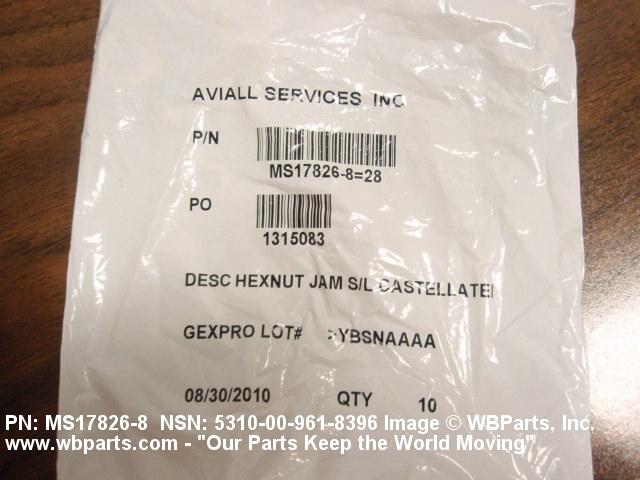 AVIALL SERVICES INC
P/N
MS17826-8=28
PO
1315083
DESC HEXNUT JAM S/L CASTELLATE
GEXPRO LOT# >YBSNAAAA
08/30/2010 QTY 10
PN: MS17826-8 NSN: 5310-00-961-8396 Image © WBParts, Inc.
www.wbparts.com - "Our Parts Keep the World Moving"